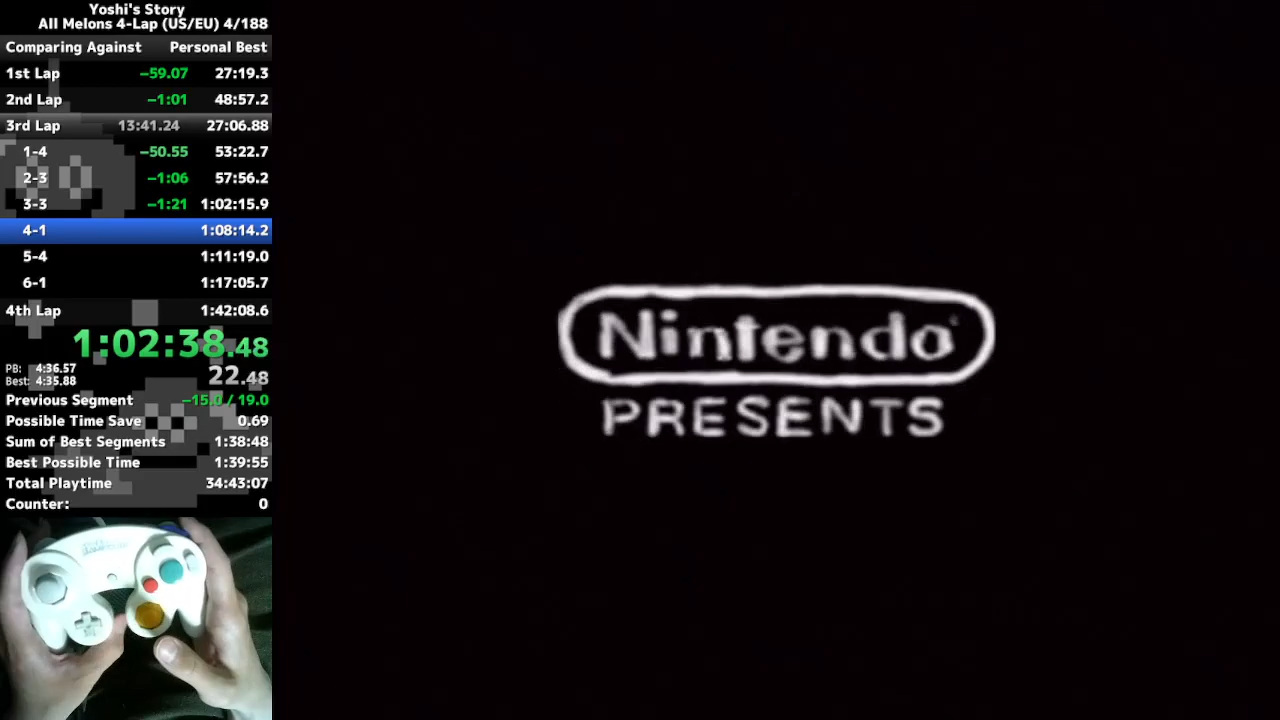 Yoshi's Story
All Melons 4-Lap (US/EU) 4/188
Comparing Against Personal Best
1st Lap −59.07 27:19.3
2nd Lap −1:01 48:57.2
3rd Lap 13:41.24 27:06.88
1-4 −50.55 53:22.7
2-3 −1:06 57:56.2
3-3 −1:21 1:02:15.9
4-1 1:08:14.2
5-4 1:11:19.0
6-1 1:17:05.7
4th Lap 1:42:08.6
1:02:38.48
PB: 4:36.57
Best: 4:35.88
22.48
Previous Segment −15.0 / 19.0
Possible Time Save 0.69
Sum of Best Segments 1:38:48
Best Possible Time 1:39:55
Total Playtime 34:43:07
Counter: 0
Nintendo
PRESENTS